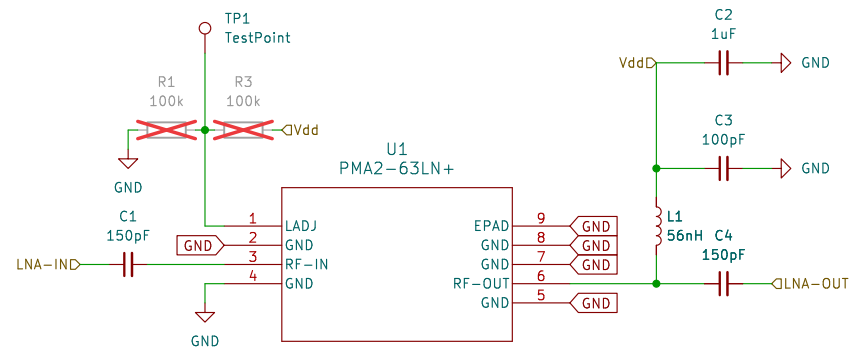 TP1
TestPoint
C2
1uF
Vdd
GND
R1
100k
R3
100k
Vdd
GND
C3
100pF
GND
U1
PMA2-63LN+
1
LADJ
EPAD
9
GND
GND
2
GND
GND
8
GND
C1
150pF
LNA-IN
3
RF-IN
GND
7
GND
4
GND
RF-OUT
6
GND
5
GND
GND
L1
56nH
C4
150pF
LNA-OUT